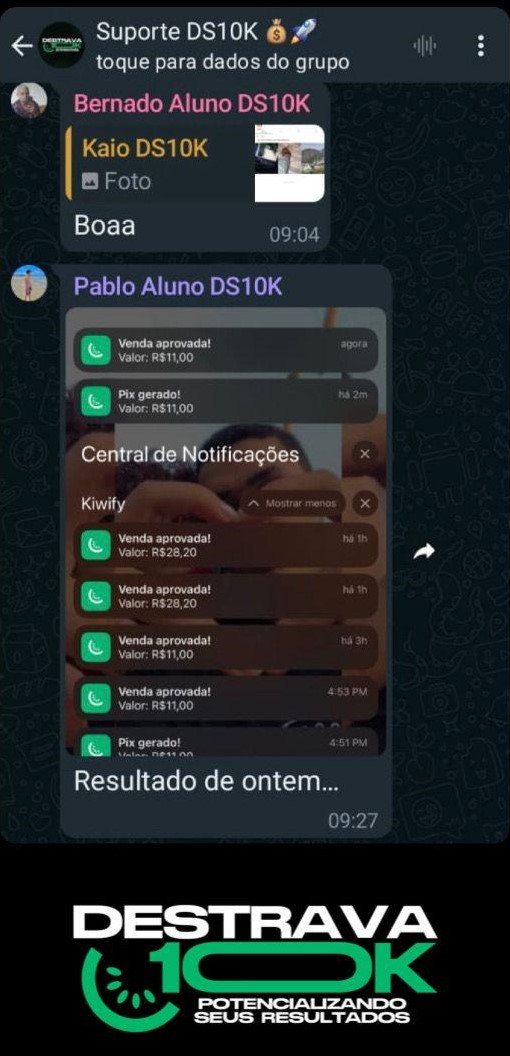 DESTRAVA
10K
Suporte DS10K 💰🚀
toque para dados do grupo
Bernado Aluno DS10K
Kaio DS10K
Foto
Boaa
09:04
Pablo Aluno DS10K
Venda aprovada!
agora
Valor: R$11,00
Pix gerado!
há 2m
Valor: R$11,00
Central de Notificações
Kiwify
Mostrar menos
Venda aprovada!
há 1h
Valor: R$28,20
Venda aprovada!
há 1h
Valor: R$28,20
Venda aprovada!
há 3h
Valor: R$11,00
Venda aprovada!
4:53 PM
Valor: R$11,00
Pix gerado!
4:51 PM
Valor: R$11,00
Resultado de ontem...
09:27
DESTRAVA
10K
POTENCIALIZANDO
SEUS RESULTADOS